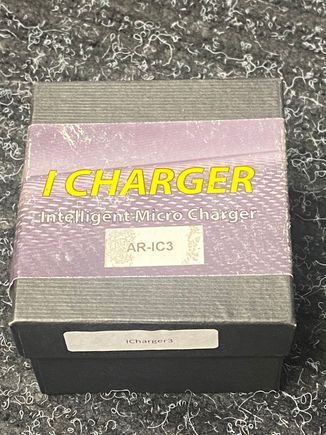 I CHARGER
Intelligent Micro Charger
AR-IC3
iCharger3